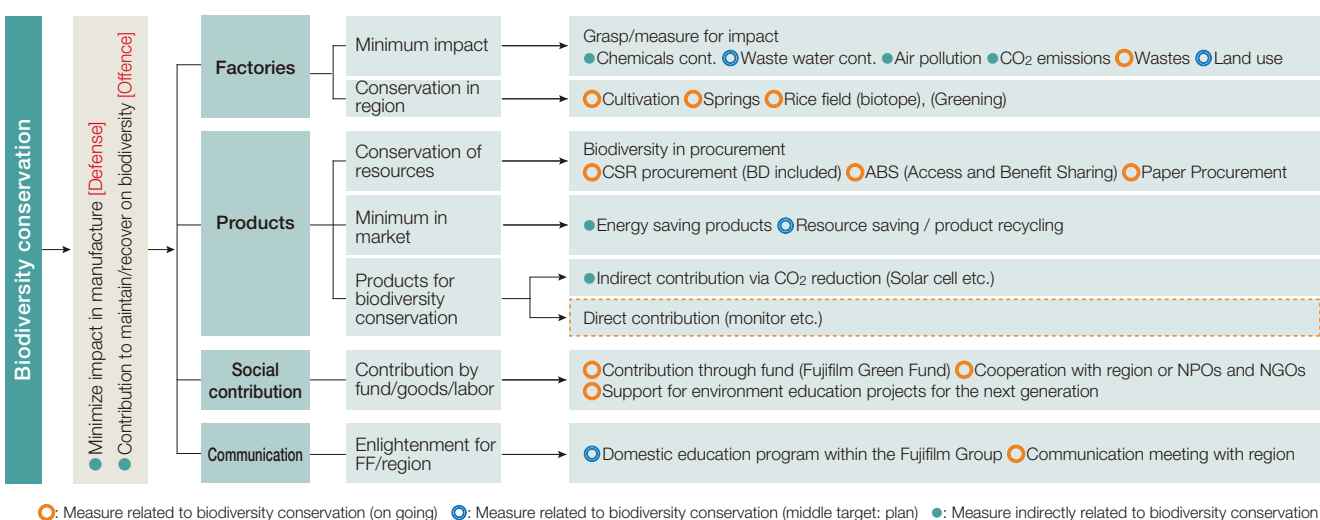 Biodiversity conservation
● Minimize impact in manufacture [Defense]
● Contribution to maintain/recover on biodiversity [Offence]
Factories
Minimum impact
Grasp/measure for impact
●Chemicals cont. ◎Waste water cont. ●Air pollution ●CO2 emissions ○Wastes ◎Land use
Conservation in
region
○Cultivation ○Springs ○Rice field (biotope), (Greening)
Products
Conservation of
resources
Biodiversity in procurement
○CSR procurement (BD included) ○ABS (Access and Benefit Sharing) ○Paper Procurement
Minimum in
market
●Energy saving products ◎Resource saving / product recycling
Products for
biodiversity
conservation
●Indirect contribution via CO2 reduction (Solar cell etc.)
Direct contribution (monitor etc.)
Social
contribution
Contribution by
fund/goods/labor
○Contribution through fund (Fujifilm Green Fund) ○Cooperation with region or NPOs and NGOs
○Support for environment education projects for the next generation
Communication
Enlightenment for
FF/region
◎Domestic education program within the Fujifilm Group ○Communication meeting with region
○: Measure related to biodiversity conservation (on going) ◎: Measure related to biodiversity conservation (middle target: plan) ●: Measure indirectly related to biodiversity conservation